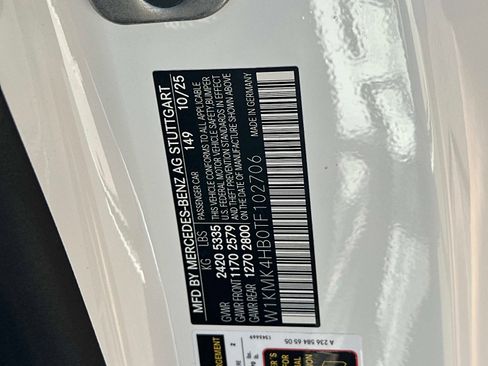 MFD BY MERCEDES-BENZ AG STUTTGART
149 10/25
KG LBS
PASSENGER CAR
GVWR 2420 5335
GAWR FRONT 1170 2579
GAWR REAR 1270 2800
THIS VEHICLE CONFORMS TO ALL APPLICABLE
U.S. FEDERAL MOTOR VEHICLE SAFETY, BUMPER
AND THEFT PREVENTION STANDARDS IN EFFECT
ON THE DATE OF MANUFACTURE SHOWN ABOVE
MADE IN GERMANY
W1KMK4HB0TF102706
A 236 584 65 05